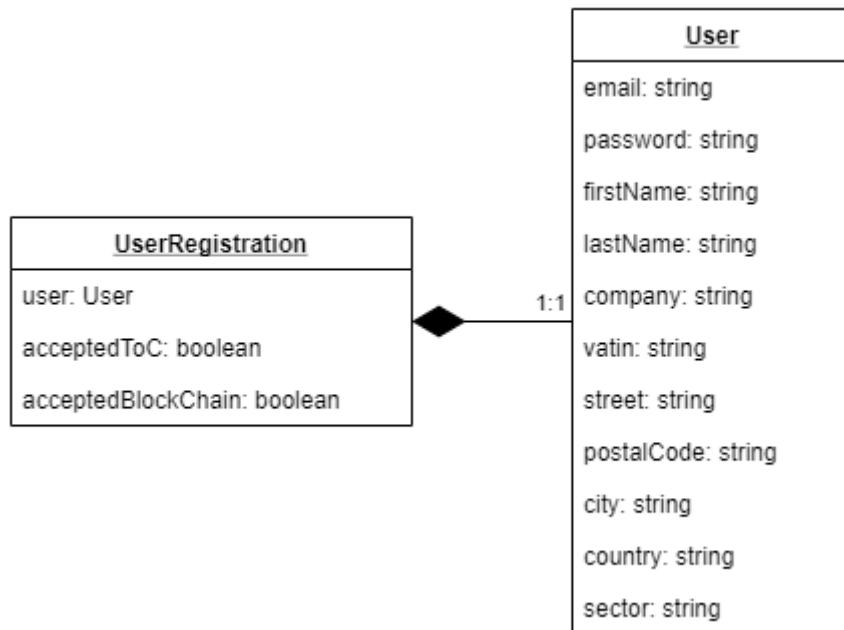 User
email: string
password: string
firstName: string
lastName: string
company: string
vatin: string
street: string
postalCode: string
city: string
country: string
sector: string
UserRegistration
user: User
acceptedToC: boolean
acceptedBlockChain: boolean
1:1